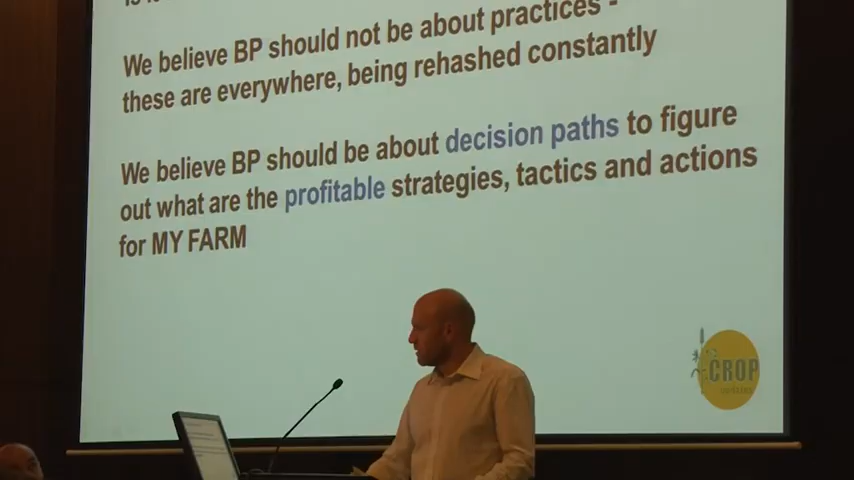 We believe BP should not be about practices -
these are everywhere, being rehashed constantly
We believe BP should be about decision paths to figure
out what are the profitable strategies, tactics and actions
for MY FARM
CROP